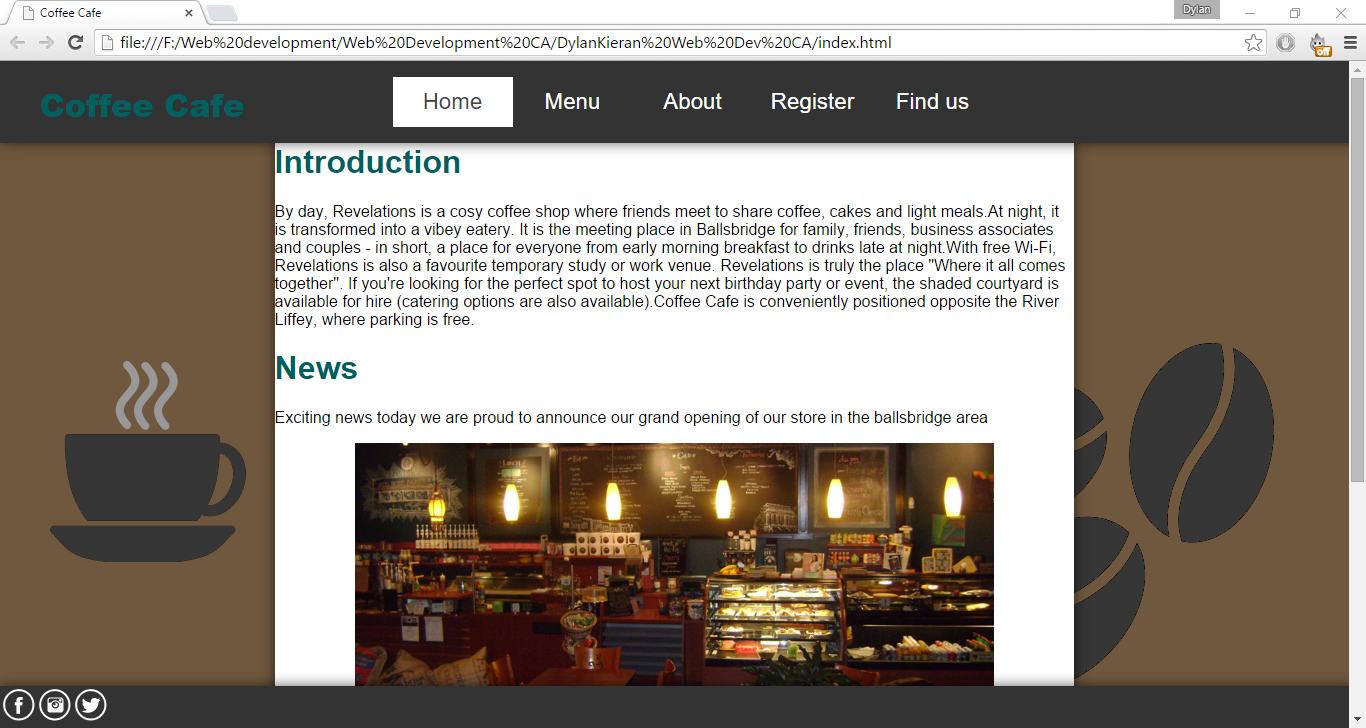 Coffee Cafe
Dylan
file:///F:/Web%20development/Web%20Development%20CA/DylanKieran%20Web%20Dev%20CA/index.html
off
Coffee Cafe
Home
Menu
About
Register
Find us
Introduction
By day, Revelations is a cosy coffee shop where friends meet to share coffee, cakes and light meals.At night, it
is transformed into a vibey eatery. It is the meeting place in Ballsbridge for family, friends, business associates
and couples - in short, a place for everyone from early morning breakfast to drinks late at night.With free Wi-Fi,
Revelations is also a favourite temporary study or work venue. Revelations is truly the place "Where it all comes
together". If you're looking for the perfect spot to host your next birthday party or event, the shaded courtyard is
available for hire (catering options are also available).Coffee Cafe is conveniently positioned opposite the River
Liffey, where parking is free.
News
Exciting news today we are proud to announce our grand opening of our store in the ballsbridge area